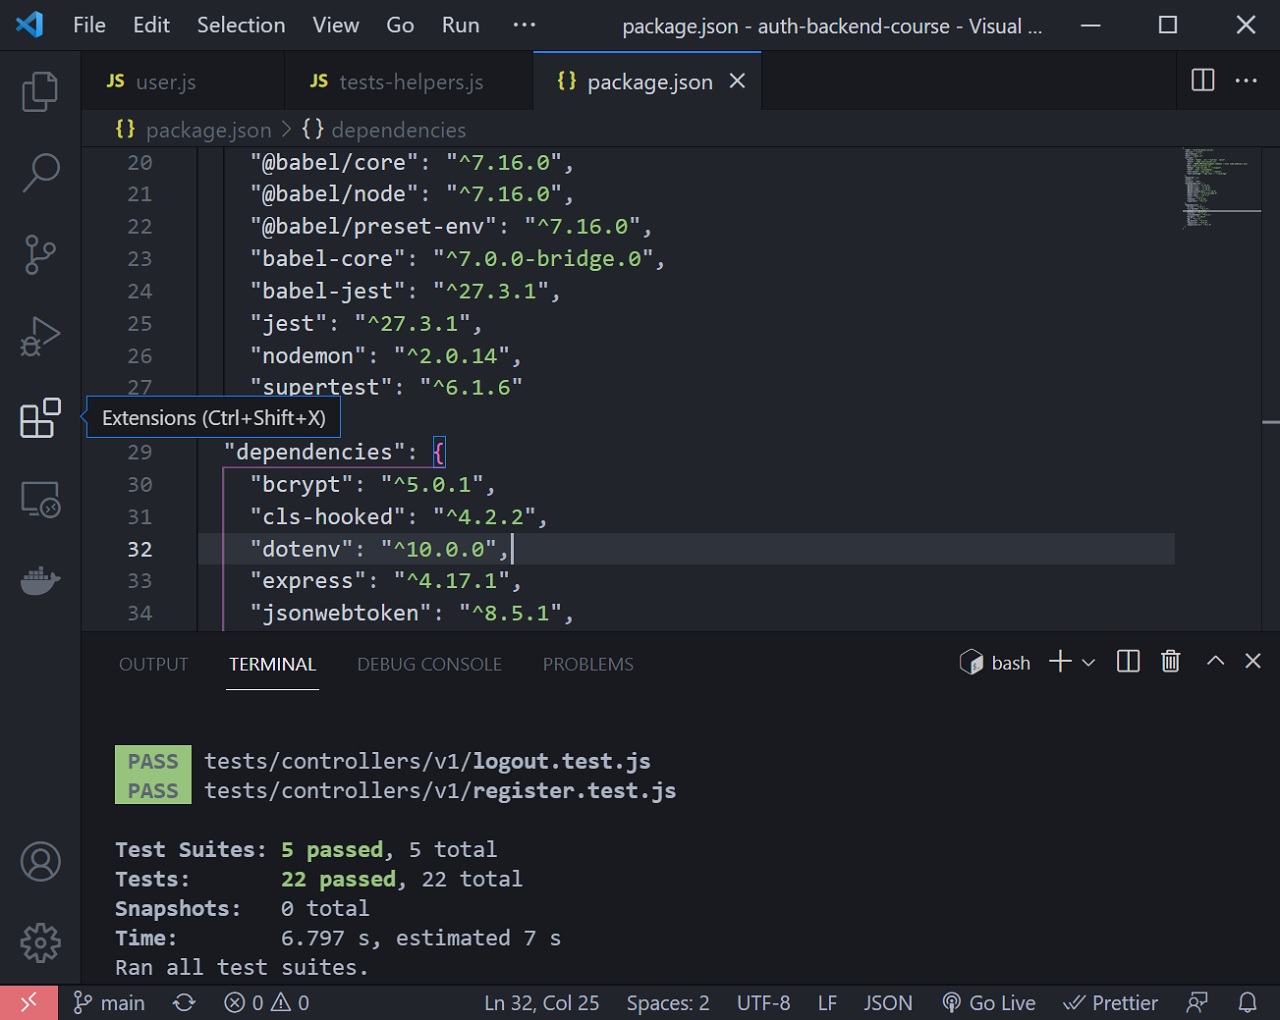 File Edit Selection View Go Run ··· package.json - auth-backend-course - Visual ...
JS user.js JS tests-helpers.js {} package.json
{} package.json > {} dependencies
20 "@babel/core": "^7.16.0",
21 "@babel/node": "^7.16.0",
22 "@babel/preset-env": "^7.16.0",
23 "babel-core": "^7.0.0-bridge.0",
24 "babel-jest": "^27.3.1",
25 "jest": "^27.3.1",
26 "nodemon": "^2.0.14",
27 "supertest": "^6.1.6"
Extensions (Ctrl+Shift+X)
29 "dependencies": {
30 "bcrypt": "^5.0.1",
31 "cls-hooked": "^4.2.2",
32 "dotenv": "^10.0.0",
33 "express": "^4.17.1",
34 "jsonwebtoken": "^8.5.1",
OUTPUT TERMINAL DEBUG CONSOLE PROBLEMS bash
PASS tests/controllers/v1/logout.test.js
PASS tests/controllers/v1/register.test.js
Test Suites: 5 passed, 5 total
Tests: 22 passed, 22 total
Snapshots: 0 total
Time: 6.797 s, estimated 7 s
Ran all test suites.
main 0 0 Ln 32, Col 25 Spaces: 2 UTF-8 LF JSON Go Live Prettier